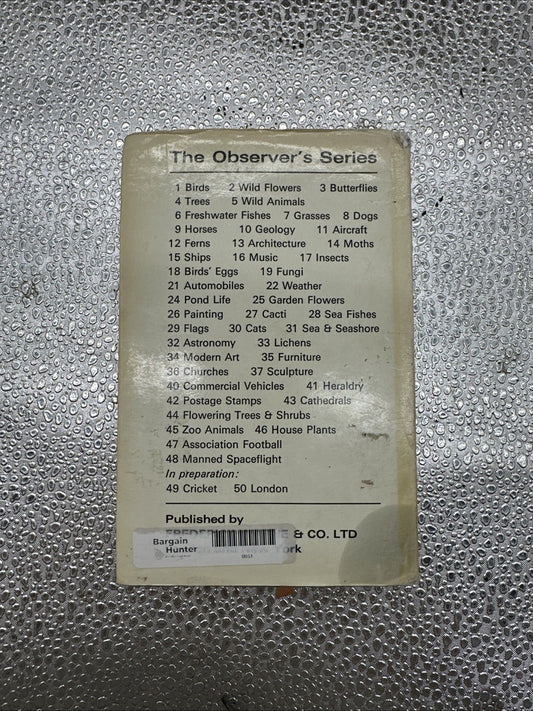 The Observer's Series
1 Birds 2 Wild Flowers 3 Butterflies
4 Trees 5 Wild Animals
6 Freshwater Fishes 7 Grasses 8 Dogs
9 Horses 10 Geology 11 Aircraft
12 Ferns 13 Architecture 14 Moths
15 Ships 16 Music 17 Insects
18 Birds' Eggs 19 Fungi
21 Automobiles 22 Weather
24 Pond Life 25 Garden Flowers
26 Painting 27 Cacti 28 Sea Fishes
29 Flags 30 Cats 31 Sea & Seashore
32 Astronomy 33 Lichens
34 Modern Art 35 Furniture
36 Churches 37 Sculpture
40 Commercial Vehicles 41 Heraldry
42 Postage Stamps 43 Cathedrals
44 Flowering Trees & Shrubs
45 Zoo Animals 46 House Plants
47 Association Football
48 Manned Spaceflight
In preparation:
49 Cricket 50 London
Published by
& CO. LTD
Bargain
Hunter